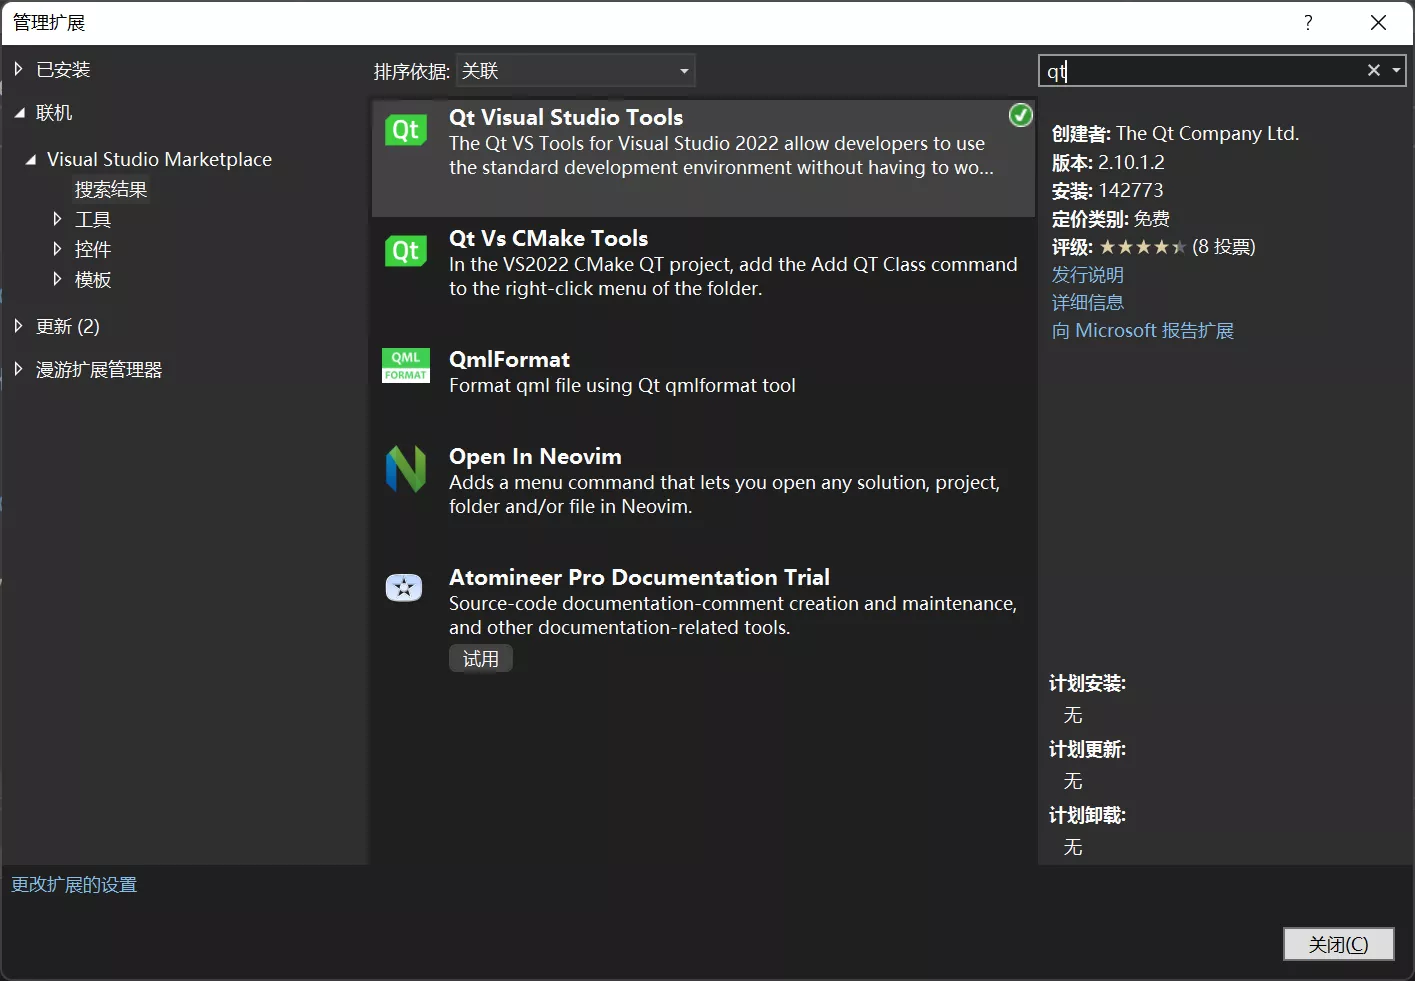 管理扩展
?
已安装
联机
Visual Studio Marketplace
搜索结果
工具
控件
模板
更新 (2)
漫游扩展管理器
排序依据: 关联
Qt
Qt Visual Studio Tools
The Qt VS Tools for Visual Studio 2022 allow developers to use
the standard development environment without having to wo...
Qt
Qt Vs CMake Tools
In the VS2022 CMake QT project, add the Add QT Class command
to the right-click menu of the folder.
QML
FORMAT
QmlFormat
Format qml file using Qt qmlformat tool
Open In Neovim
Adds a menu command that lets you open any solution, project,
folder and/or file in Neovim.
Atomineer Pro Documentation Trial
Source-code documentation-comment creation and maintenance,
and other documentation-related tools.
试用
qt
创建者: The Qt Company Ltd.
版本: 2.10.1.2
安装: 142773
定价类别: 免费
评级: ★★★★★ (8 投票)
发行说明
详细信息
向 Microsoft 报告扩展
计划安装:
无
计划更新:
无
计划卸载:
无
更改扩展的设置
关闭(C)